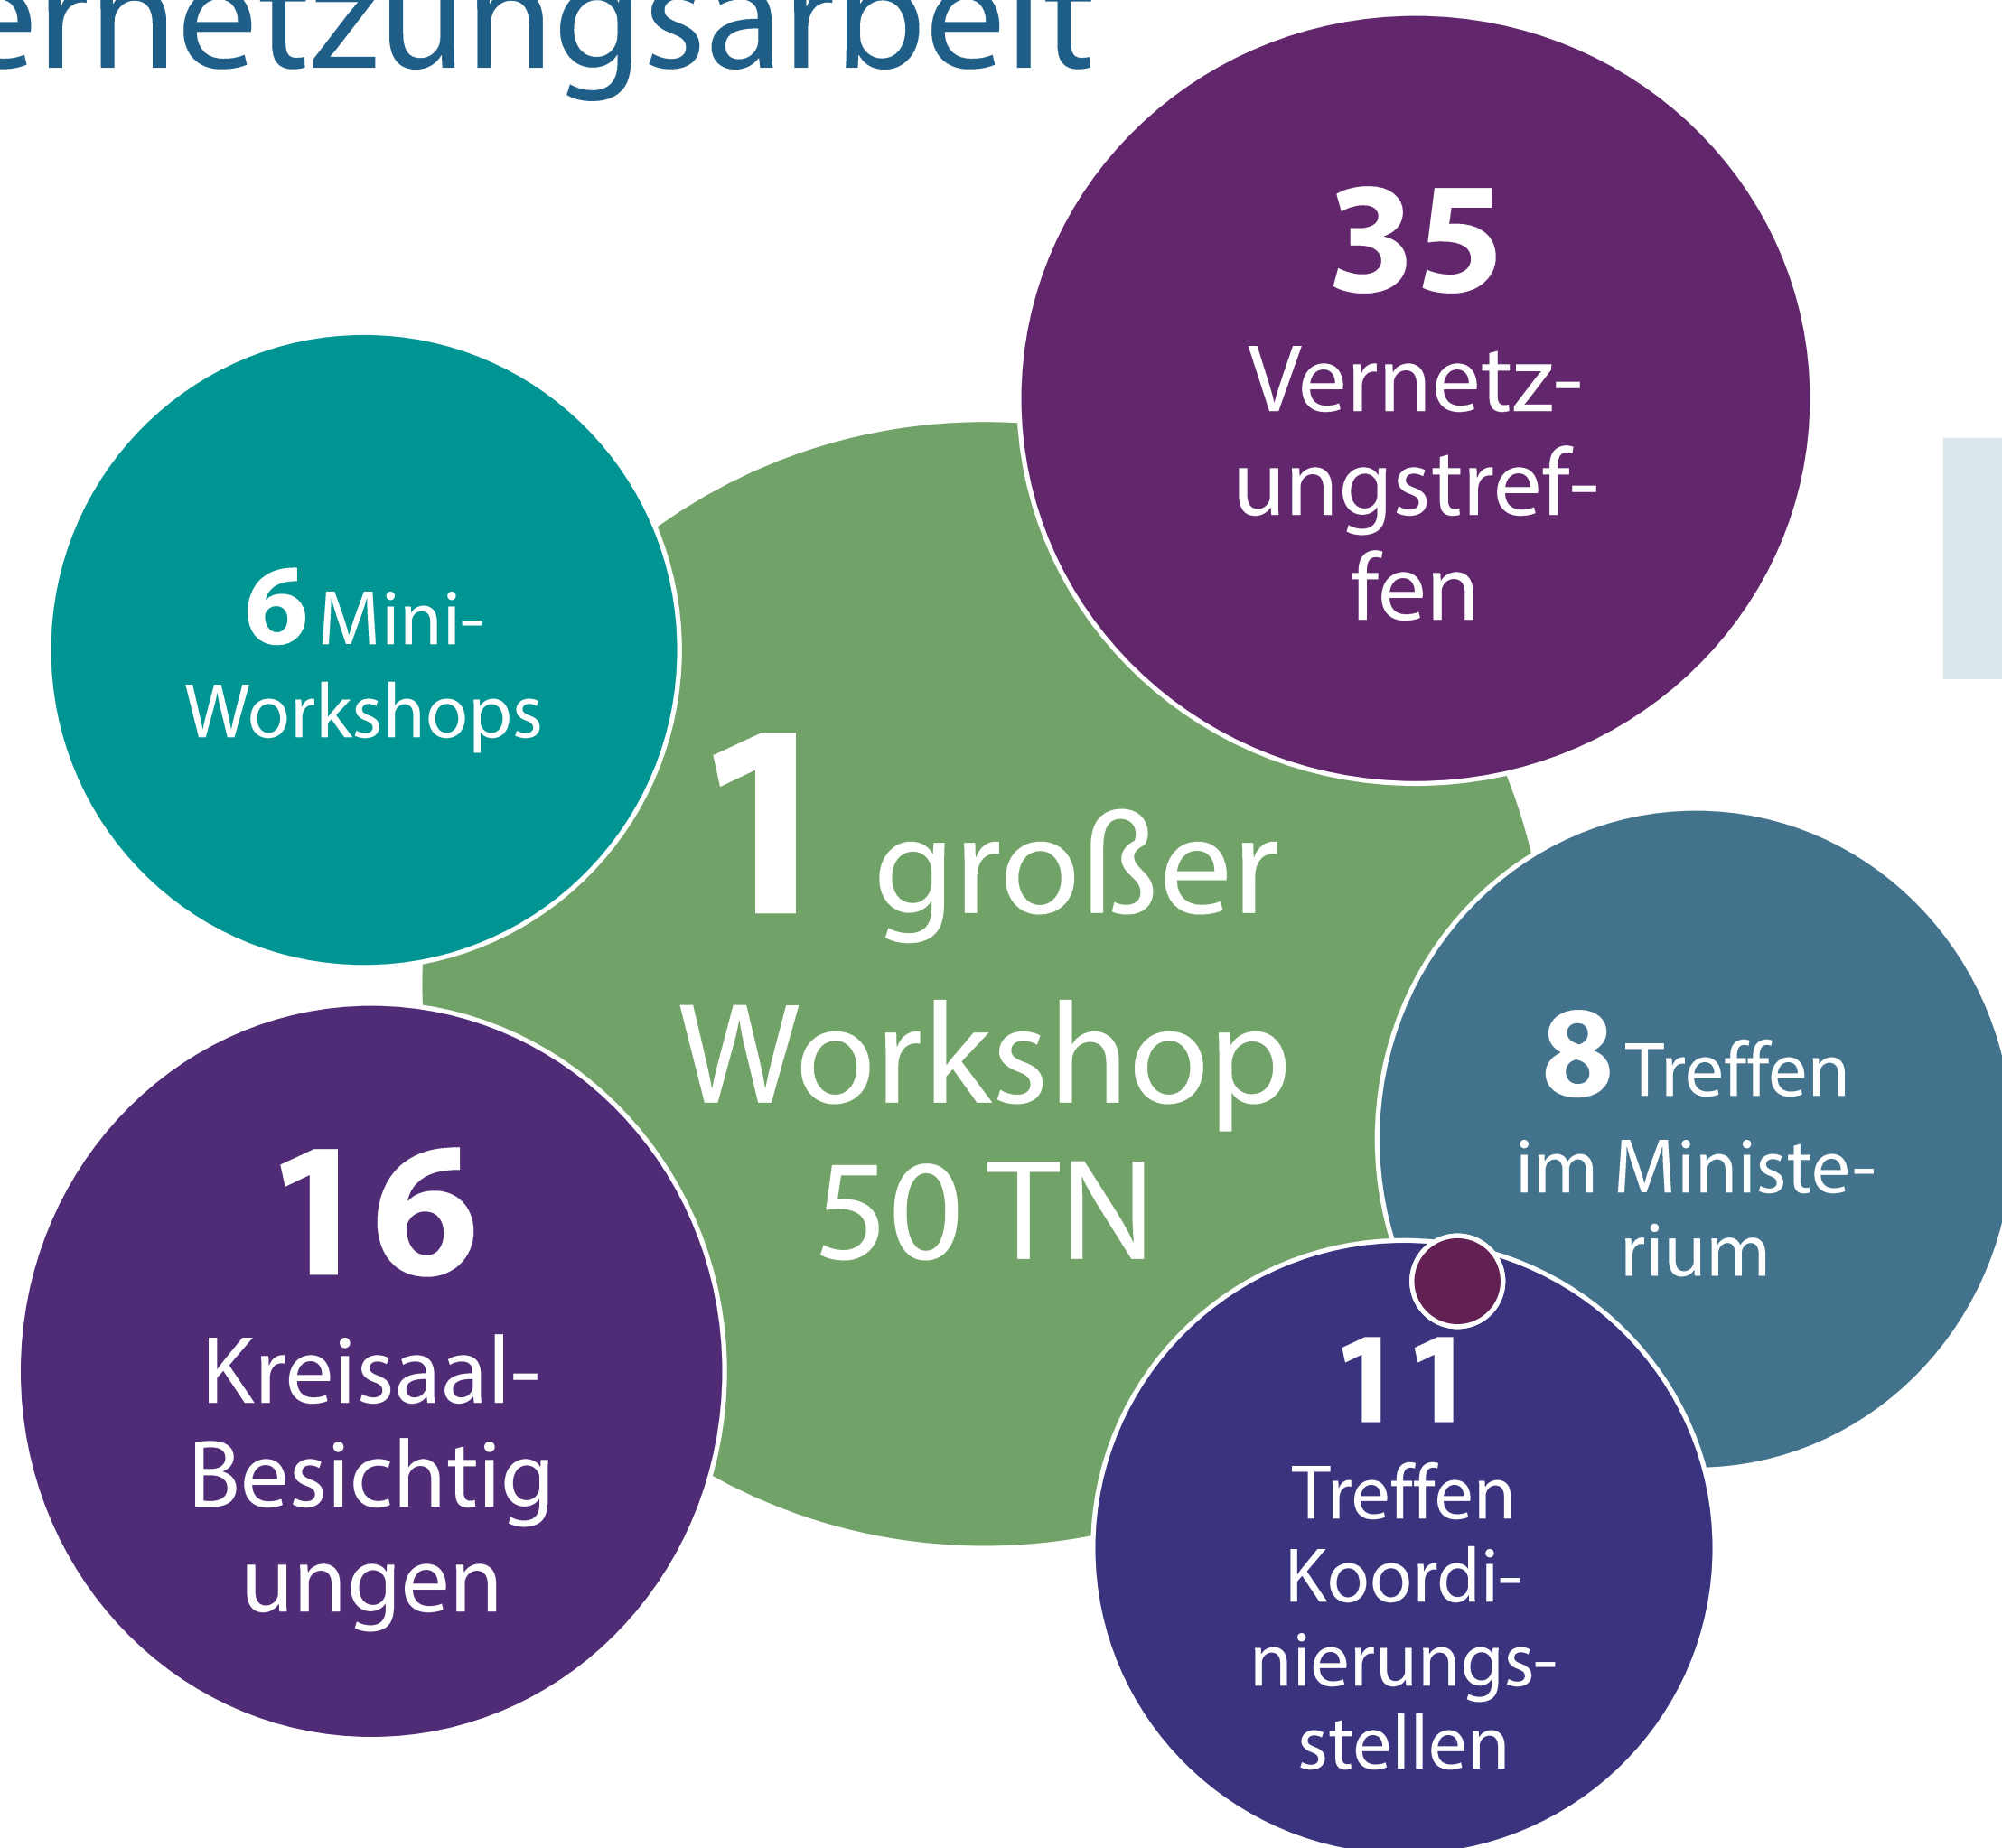 ernetzungsarbeit
35
Vernetz-
ungstref-
fen
6 Mini-
Workshops
1 großer
Workshop
50 TN
8 Treffen
im Ministe-
rium
16
Kreisaal-
Besichtig
ungen
11
Treffen
Koordi-
nierungs-
stellen